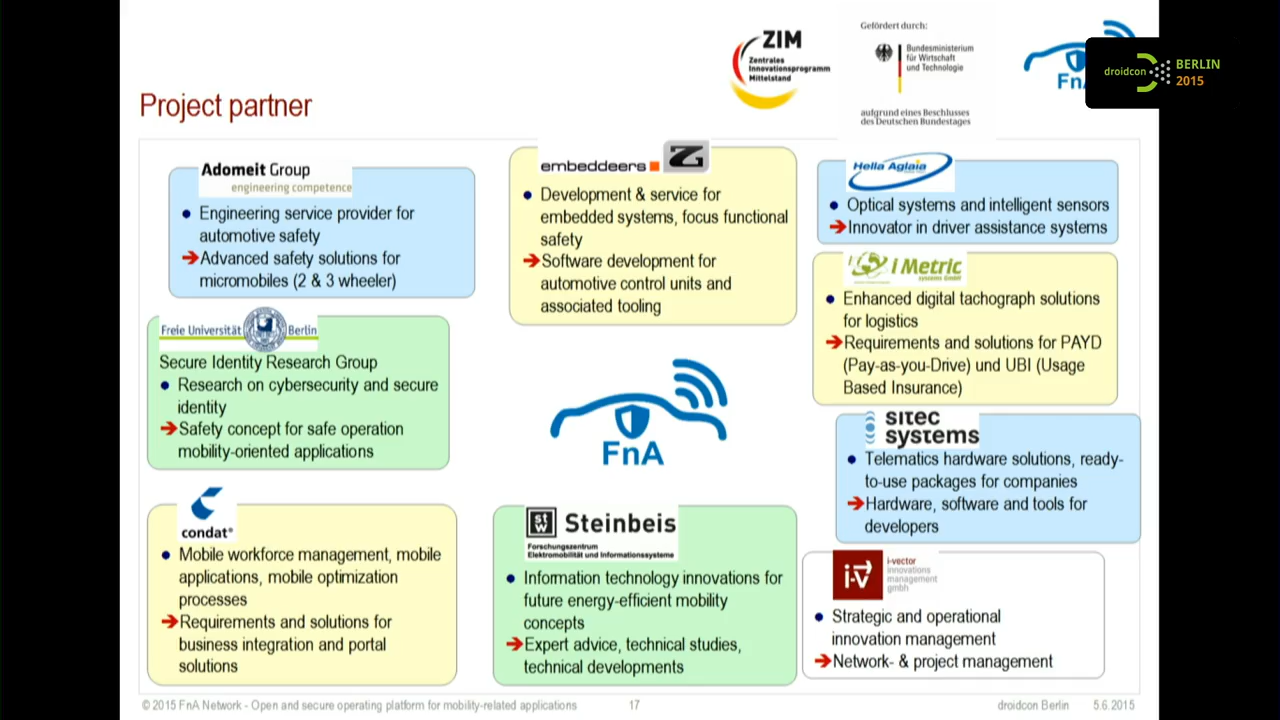 ZIM
Zentrales
Innovationsprogramm
Mittelstand
Gefördert durch:
Bundesministerium
für Wirtschaft
und Technologie
aufgrund eines Beschlusses
des Deutschen Bundestages
droidcon
BERLIN
2015
Project partner
Adomeit Group
engineering competence
Engineering service provider for
automotive safety
Advanced safety solutions for
micromobiles (2 & 3 wheeler)
embeddeers
Development & service for
embedded systems, focus functional
safety
Software development for
automotive control units and
associated tooling
Hella Aglaia
Optical systems and intelligent sensors
Innovator in driver assistance systems
i Metric
systems GmbH
Enhanced digital tachograph solutions
for logistics
Requirements and solutions for PAYD
(Pay-as-you-Drive) und UBI (Usage
Based Insurance)
Freie Universität Berlin
Secure Identity Research Group
Research on cybersecurity and secure
identity
Safety concept for safe operation
mobility-oriented applications
FnA
sitec
systems
Telematics hardware solutions, ready-
to-use packages for companies
Hardware, software and tools for
developers
condat
Mobile workforce management, mobile
applications, mobile optimization
processes
Requirements and solutions for
business integration and portal
solutions
stw Steinbeis
Forschungszentrum
Elektromobilität und Informationssysteme
Information technology innovations for
future energy-efficient mobility
concepts
Expert advice, technical studies,
technical developments
i-v
i-vector
innovations
management
gmbh
Strategic and operational
innovation management
Network- & project management
© 2015 FnA Network - Open and secure operating platform for mobility-related applications
17
droidcon Berlin
5.6.2015